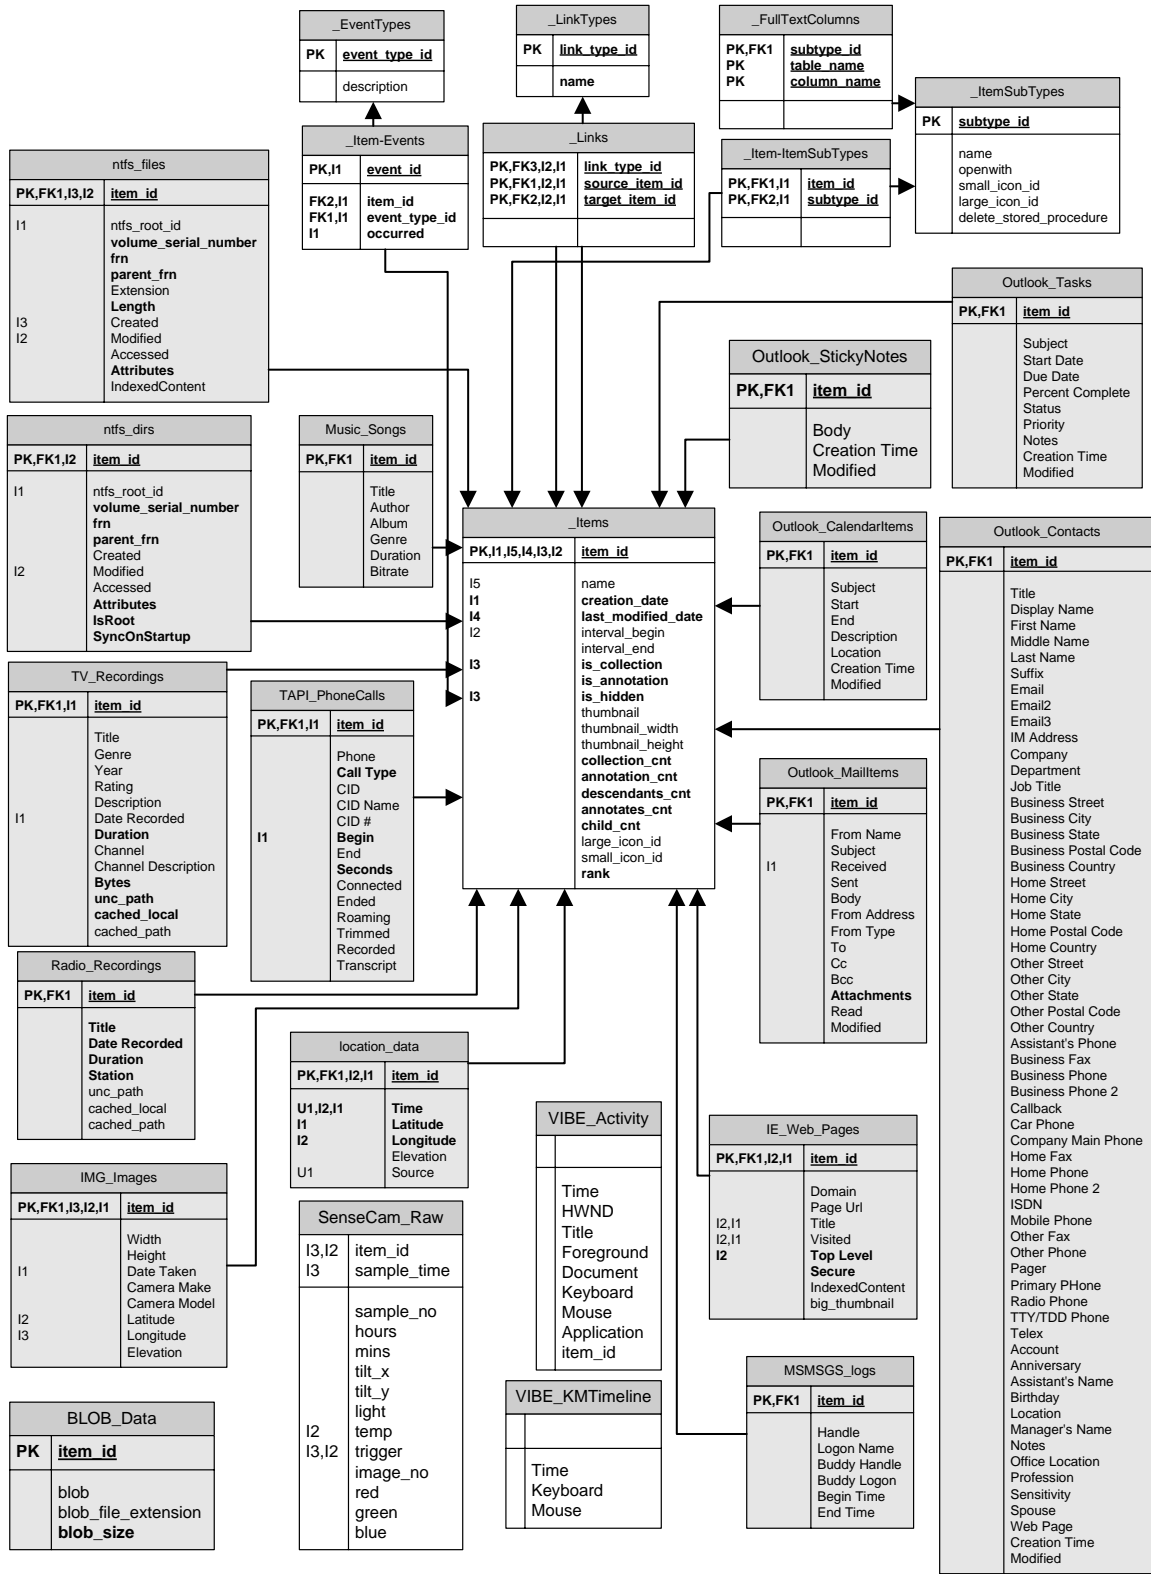 _EventTypes
PK event_type_id
description
_LinkTypes
PK link_type_id
name
_FullTextColumns
PK,FK1 subtype_id
PK table_name
PK column_name
_ItemSubTypes
PK subtype_id
name
openwith
small_icon_id
large_icon_id
delete_stored_procedure
_Item-Events
PK,I1 event_id
FK2,I1 item_id
FK1,I1 event_type_id
I1 occurred
_Links
PK,FK3,I2,I1 link_type_id
PK,FK1,I2,I1 source_item_id
PK,FK2,I2,I1 target_item_id
_Item-ItemSubTypes
PK,FK1,I1 item_id
PK,FK2,I1 subtype_id
ntfs_files
PK,FK1,I3,I2 item_id
I1 ntfs_root_id
volume_serial_number
frn
parent_frn
Extension
Length
I3 Created
I2 Modified
Accessed
Attributes
IndexedContent
Outlook_Tasks
PK,FK1 item_id
Subject
Start Date
Due Date
Percent Complete
Status
Priority
Notes
Creation Time
Modified
Outlook_StickyNotes
PK,FK1 item_id
Body
Creation Time
Modified
ntfs_dirs
PK,FK1,I2 item_id
I1 ntfs_root_id
volume_serial_number
frn
parent_frn
Created
I2 Modified
Accessed
Attributes
IsRoot
SyncOnStartup
Music_Songs
PK,FK1 item_id
Title
Author
Album
Genre
Duration
Bitrate
_Items
PK,I1,I5,I4,I3,I2 item_id
I5 name
I1 creation_date
I4 last_modified_date
I2 interval_begin
interval_end
I3 is_collection
is_annotation
I3 is_hidden
thumbnail
thumbnail_width
thumbnail_height
collection_cnt
annotation_cnt
descendants_cnt
annotates_cnt
child_cnt
large_icon_id
small_icon_id
rank
Outlook_CalendarItems
PK,FK1 item_id
Subject
Start
End
Description
Location
Creation Time
Modified
Outlook_Contacts
PK,FK1 item_id
Title
Display Name
First Name
Middle Name
Last Name
Suffix
Email
Email2
Email3
IM Address
Company
Department
Job Title
Business Street
Business City
Business State
Business Postal Code
Business Country
Home Street
Home City
Home State
Home Postal Code
Home Country
Other Street
Other City
Other State
Other Postal Code
Other Country
Assistant's Phone
Business Fax
Business Phone
Business Phone 2
Callback
Car Phone
Company Main Phone
Home Fax
Home Phone
Home Phone 2
ISDN
Mobile Phone
Other Fax
Other Phone
Pager
Primary PHone
Radio Phone
TTY/TDD Phone
Telex
Account
Anniversary
Assistant's Name
Birthday
Location
Manager's Name
Notes
Office Location
Profession
Sensitivity
Spouse
Web Page
Creation Time
Modified
TV_Recordings
PK,FK1,I1 item_id
Title
Genre
Year
Rating
Description
I1 Date Recorded
Duration
Channel
Channel Description
Bytes
unc_path
cached_local
cached_path
TAPI_PhoneCalls
PK,FK1,I1 item_id
Phone
Call Type
CID
CID Name
CID #
I1 Begin
End
Seconds
Connected
Ended
Roaming
Trimmed
Recorded
Transcript
Outlook_MailItems
PK,FK1 item_id
From Name
Subject
I1 Received
Sent
Body
From Address
From Type
To
Cc
Bcc
Attachments
Read
Modified
Radio_Recordings
PK,FK1 item_id
Title
Date Recorded
Duration
Station
unc_path
cached_local
cached_path
location_data
PK,FK1,I2,I1 item_id
U1,I2,I1 Time
I1 Latitude
I2 Longitude
Elevation
U1 Source
VIBE_Activity
Time
HWND
Title
Foreground
Document
Keyboard
Mouse
Application
item_id
IE_Web_Pages
PK,FK1,I2,I1 item_id
Domain
Page Url
I2,I1 Title
I2,I1 Visited
I2 Top Level
Secure
IndexedContent
big_thumbnail
IMG_Images
PK,FK1,I3,I2,I1 item_id
Width
Height
I1 Date Taken
Camera Make
Camera Model
I2 Latitude
I3 Longitude
Elevation
SenseCam_Raw
I3,I2 item_id
I3 sample_time
sample_no
hours
mins
tilt_x
tilt_y
light
I2 temp
I3,I2 trigger
image_no
red
green
blue
VIBE_KMTimeline
Time
Keyboard
Mouse
MSMSGS_logs
PK,FK1 item_id
Handle
Logon Name
Buddy Handle
Buddy Logon
Begin Time
End Time
BLOB_Data
PK item_id
blob
blob_file_extension
blob_size